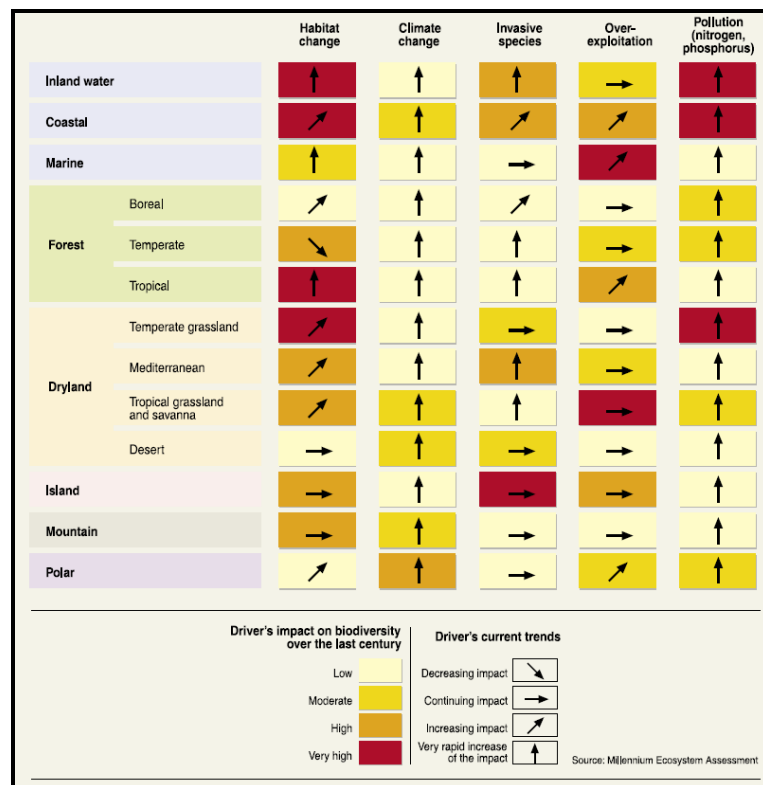 Habitat
change
Climate
change
Invasive
species
Over-
exploitation
Pollution
(nitrogen,
phosphorus)
Inland water
Coastal
Marine
Forest
Boreal
Temperate
Tropical
Dryland
Temperate grassland
Mediterranean
Tropical grassland
and savanna
Desert
Island
Mountain
Polar
Driver's impact on biodiversity
over the last century
Low
Moderate
High
Very high
Driver's current trends
Decreasing impact
Continuing impact
Increasing impact
Very rapid increase
of the impact
Source: Millennium Ecosystem Assessment